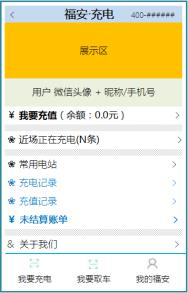 < 福安·充电 400-######
展示区
用户 微信头像 + 昵称/手机号
¥ 我要充值（余额：0.0元） >
❀ 近场正在充电(N条) >
❀ 常用电站 >
❀ 充电记录 >
❀ 充值记录 >
¥ 未结算账单 >
& 关于我们 >
我要充电 我要取车 我的福安